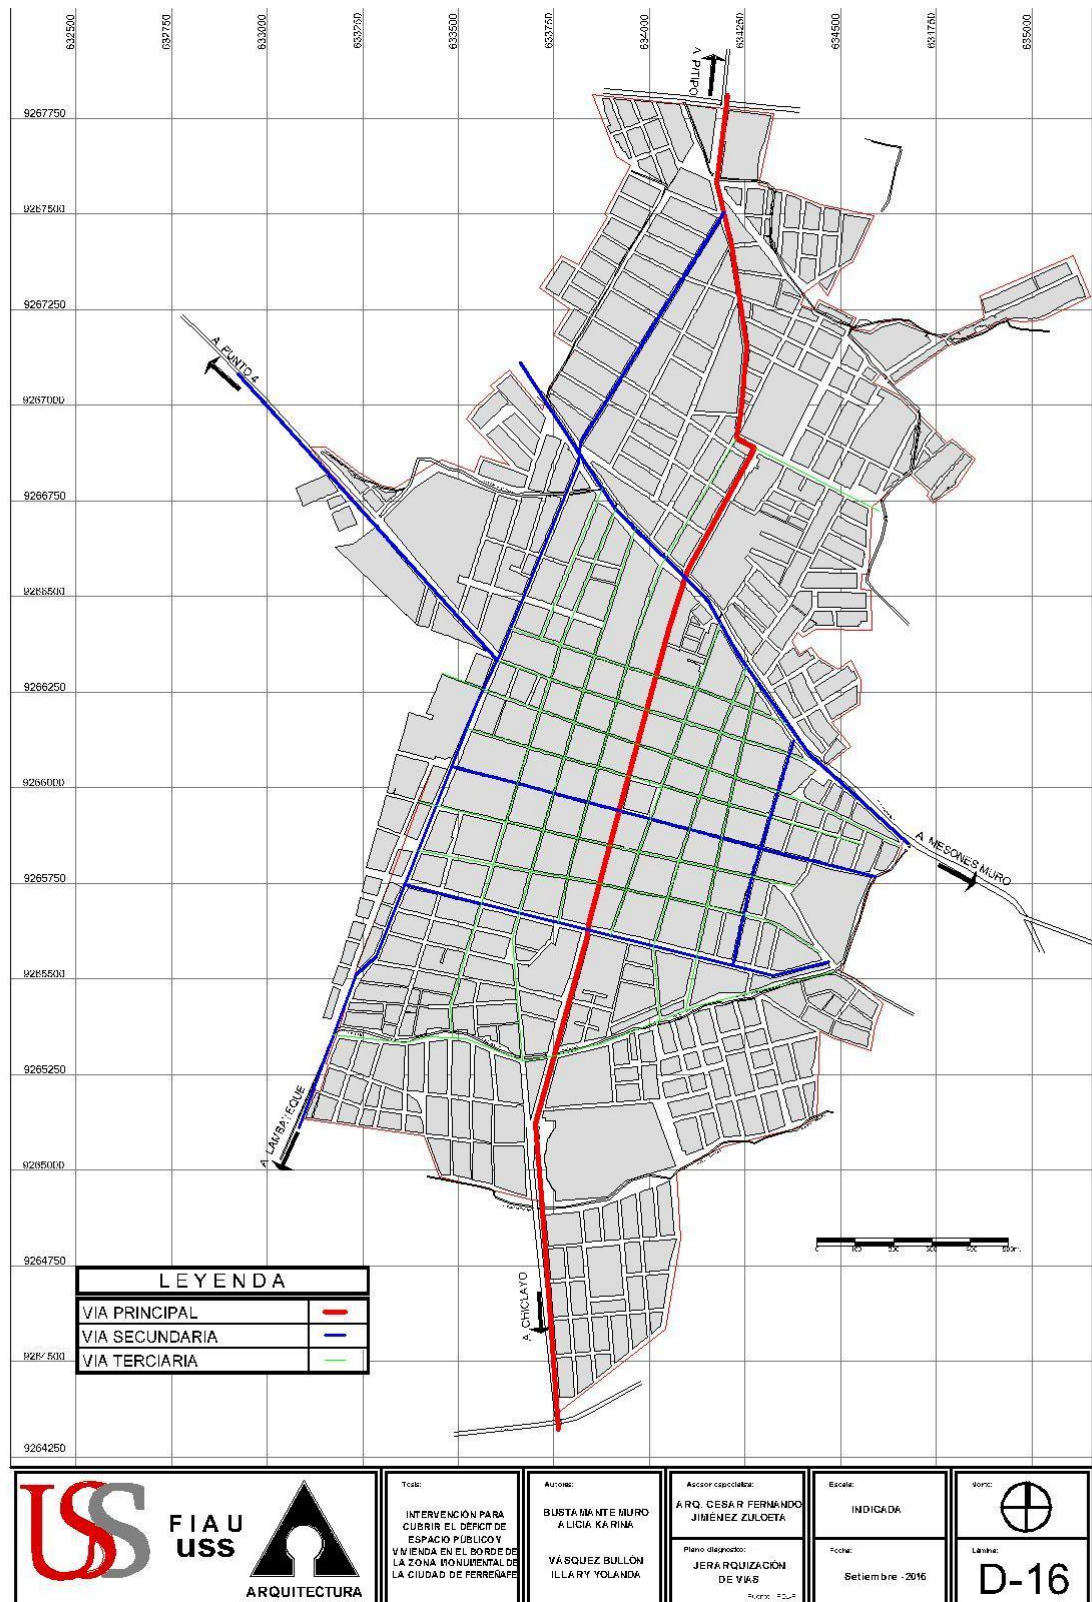 632500
632750
633000
633250
633500
633750
634000
634250
634500
635000
A. PITIPO
9267750
9267500
9267250
A. PUNTO 4
9267000
9266750
9266500
9266250
9266000
A. MESONES MURO
9265750
9265500
9265250
A. LAMBAYEQUE
9265000
9264750
A. CHICLAYO
LEYENDA
VIA PRINCIPAL
VIA SECUNDARIA
VIA TERCIARIA
9264500
9264250
USS
FIAU
USS
ARQUITECTURA
Tesis:
INTERVENCIÓN PARA
CUBRIR EL DÉFICIT DE
ESPACIO PÚBLICO Y
VIVIENDA EN EL BORDE DE
LA ZONA MONUMENTAL DE
LA CIUDAD DE FERREÑAFE
Autores:
BUSTAMANTE MURO
ALICIA KARINA
VÁSQUEZ BULLÓN
ILLARY YOLANDA
Asesor especialista:
ARQ. CESAR FERNANDO
JIMÉNEZ ZULOETA
Plano diagnostico:
JERARQUIZACIÓN
DE VIAS
Escala:
INDICADA
Fecha:
Setiembre - 2016
Norte:
Lámina:
D-16